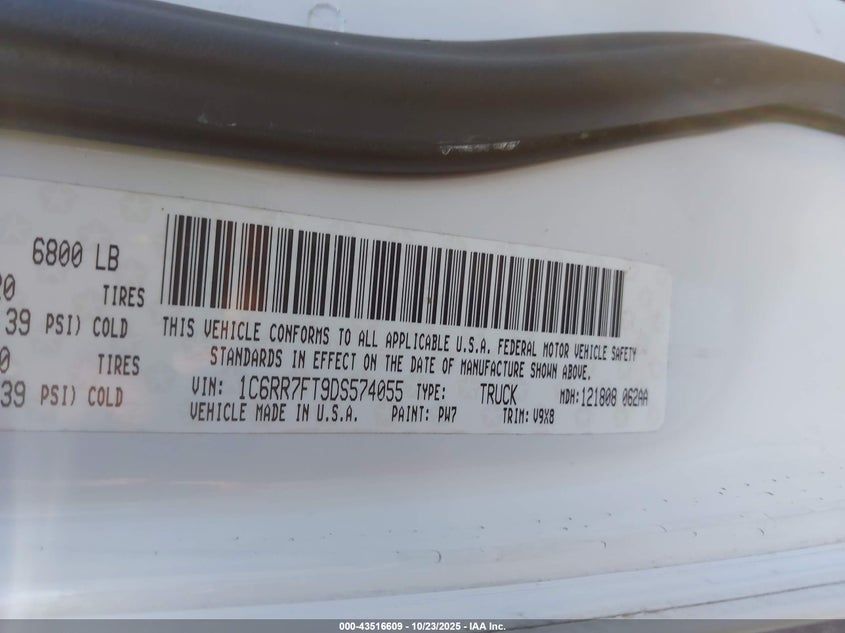 6800 LB
20 TIRES
39 PSI) COLD
0 TIRES
39 PSI) COLD
THIS VEHICLE CONFORMS TO ALL APPLICABLE U.S.A. FEDERAL MOTOR VEHICLE SAFETY
STANDARDS IN EFFECT ON THE DATE OF MANUFACTURE SHOWN ABOVE.
VIN: 1C6RR7FT9DS574055 TYPE: TRUCK MDH:121808 062AA
VEHICLE MADE IN U.S.A. PAINT: PW7 TRIM: V9X8
000-43516609 - 10/23/2025 - IAA Inc.